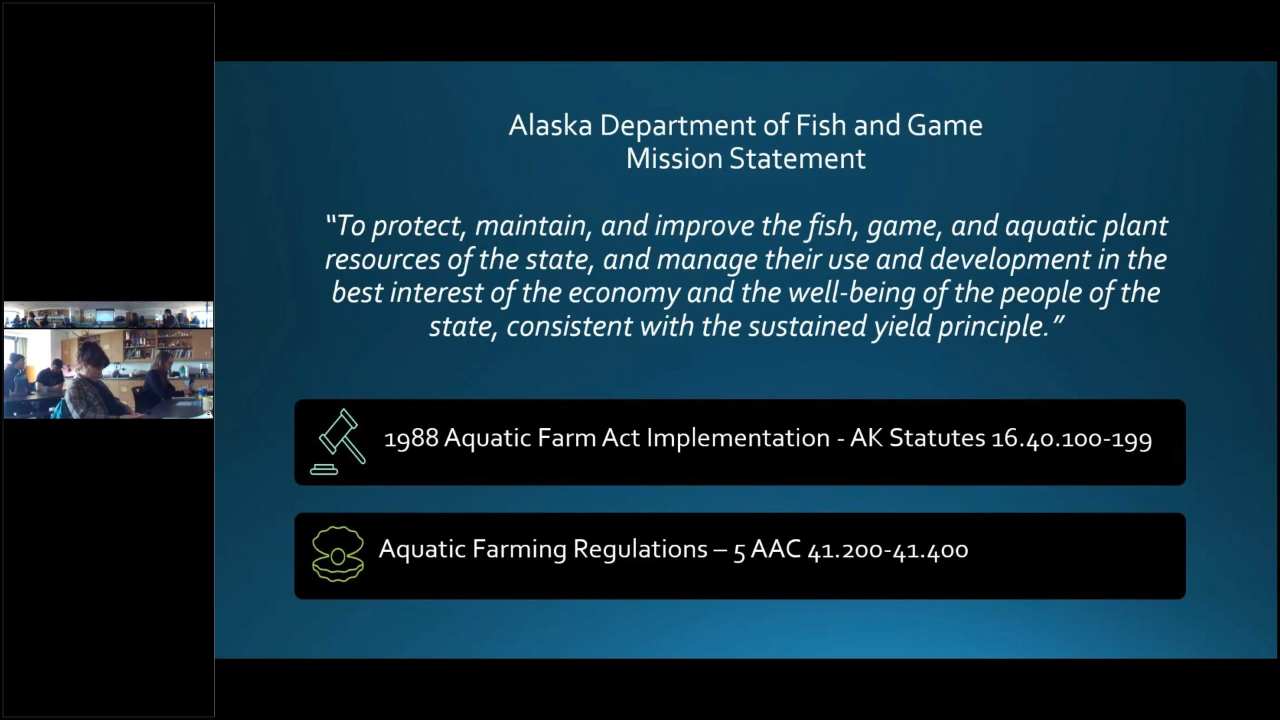 Alaska Department of Fish and Game
Mission Statement
“To protect, maintain, and improve the fish, game, and aquatic plant
resources of the state, and manage their use and development in the
best interest of the economy and the well-being of the people of the
state, consistent with the sustained yield principle.”
1988 Aquatic Farm Act Implementation - AK Statutes 16.40.100-199
Aquatic Farming Regulations – 5 AAC 41.200-41.400